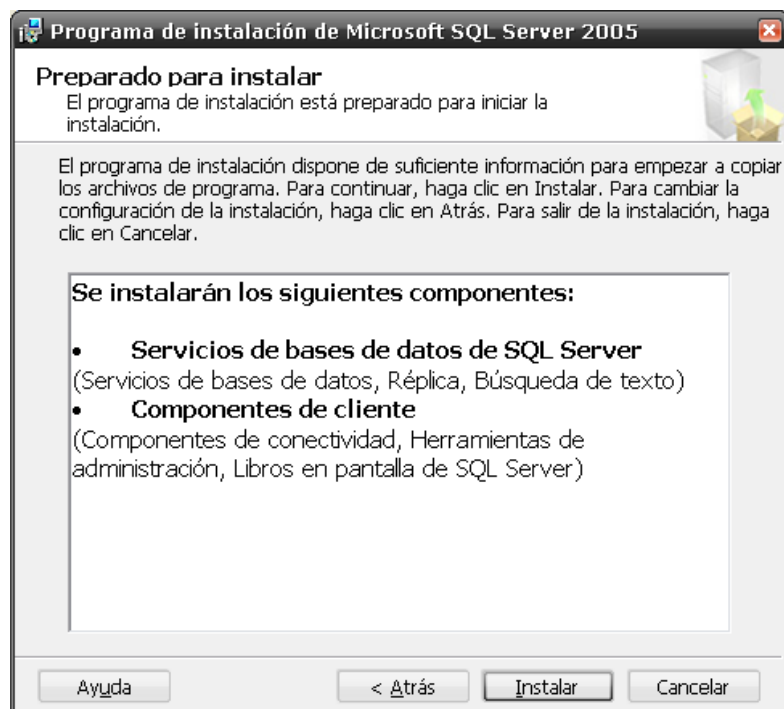 Programa de instalación de Microsoft SQL Server 2005
Preparado para instalar
El programa de instalación está preparado para iniciar la
instalación.
El programa de instalación dispone de suficiente información para empezar a copiar
los archivos de programa. Para continuar, haga clic en Instalar. Para cambiar la
configuración de la instalación, haga clic en Atrás. Para salir de la instalación, haga
clic en Cancelar.
Se instalarán los siguientes componentes:
• Servicios de bases de datos de SQL Server
(Servicios de bases de datos, Réplica, Búsqueda de texto)
• Componentes de cliente
(Componentes de conectividad, Herramientas de
administración, Libros en pantalla de SQL Server)
Ayuda
< Atrás
Instalar
Cancelar